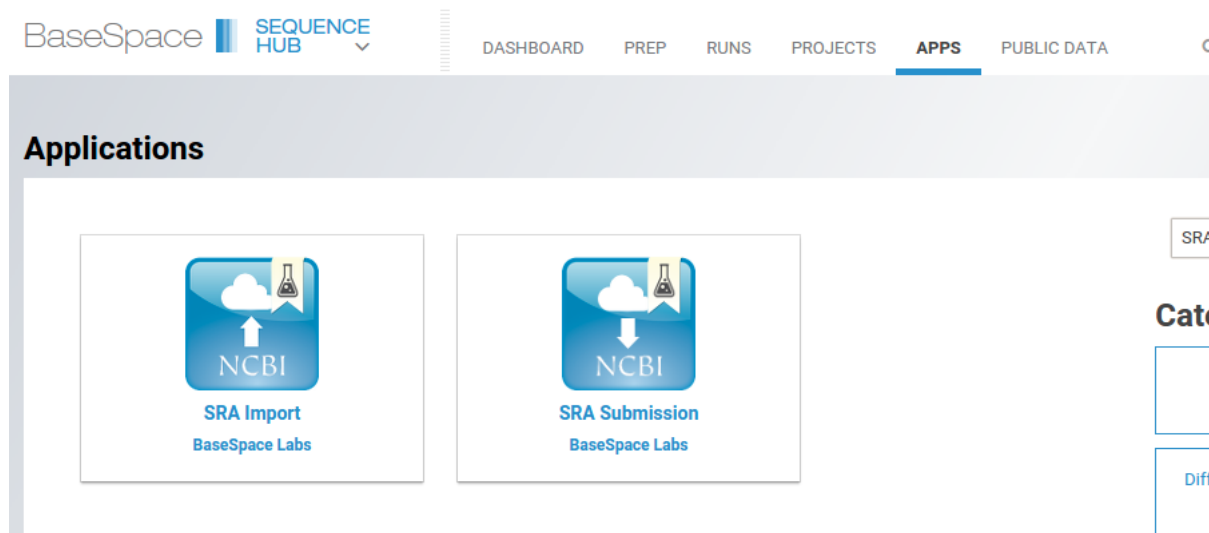 BaseSpace SEQUENCE HUB
DASHBOARD PREP RUNS PROJECTS APPS PUBLIC DATA
Applications
SRA
NCBI NCBI
SRA Import SRA Submission
BaseSpace Labs BaseSpace Labs